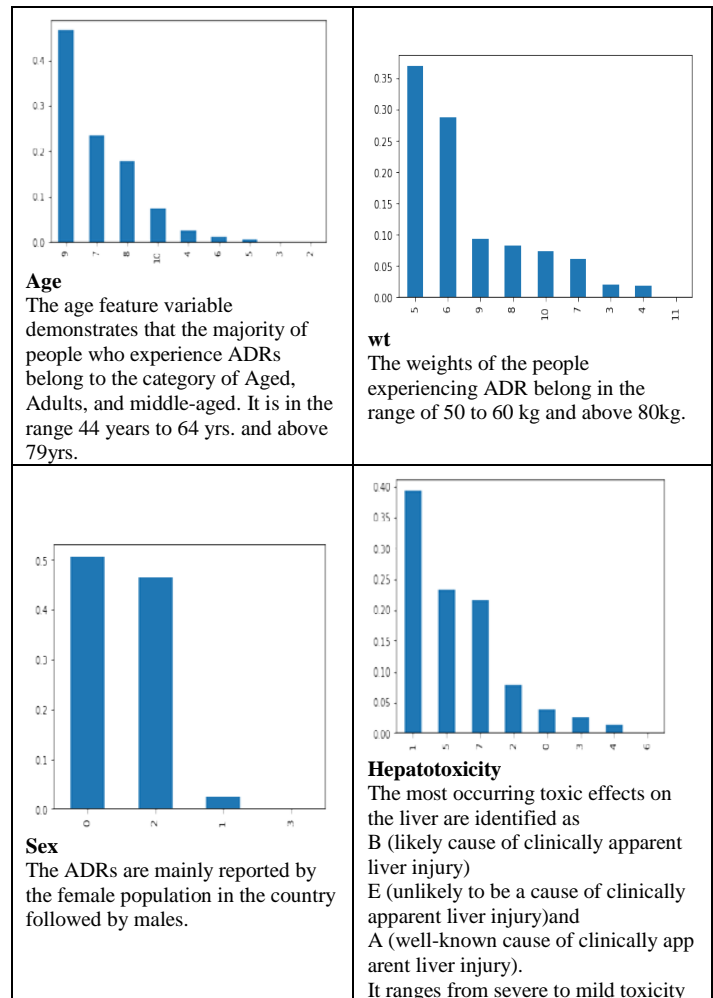 0.4
0.3
0.2
0.1
0.0
9 7 8 10 4 6 5 3 2
Age
The age feature variable
demonstrates that the majority of
people who experience ADRs
belong to the category of Aged,
Adults, and middle-aged. It is in the
range 44 years to 64 yrs. and above
79yrs.
0.35
0.30
0.25
0.20
0.15
0.10
0.05
0.00
5 6 9 8 10 7 3 4 11
wt
The weights of the people
experiencing ADR belong in the
range of 50 to 60 kg and above 80kg.
0.5
0.4
0.3
0.2
0.1
0.0
0 2 1 3
Sex
The ADRs are mainly reported by
the female population in the country
followed by males.
0.40
0.35
0.30
0.25
0.20
0.15
0.10
0.05
0.00
1 5 7 2 0 3 4 6
Hepatotoxicity
The most occurring toxic effects on
the liver are identified as
B (likely cause of clinically apparent
liver injury)
E (unlikely to be a cause of clinically
apparent liver injury)and
A (well-known cause of clinically app
arent liver injury).
It ranges from severe to mild toxicity